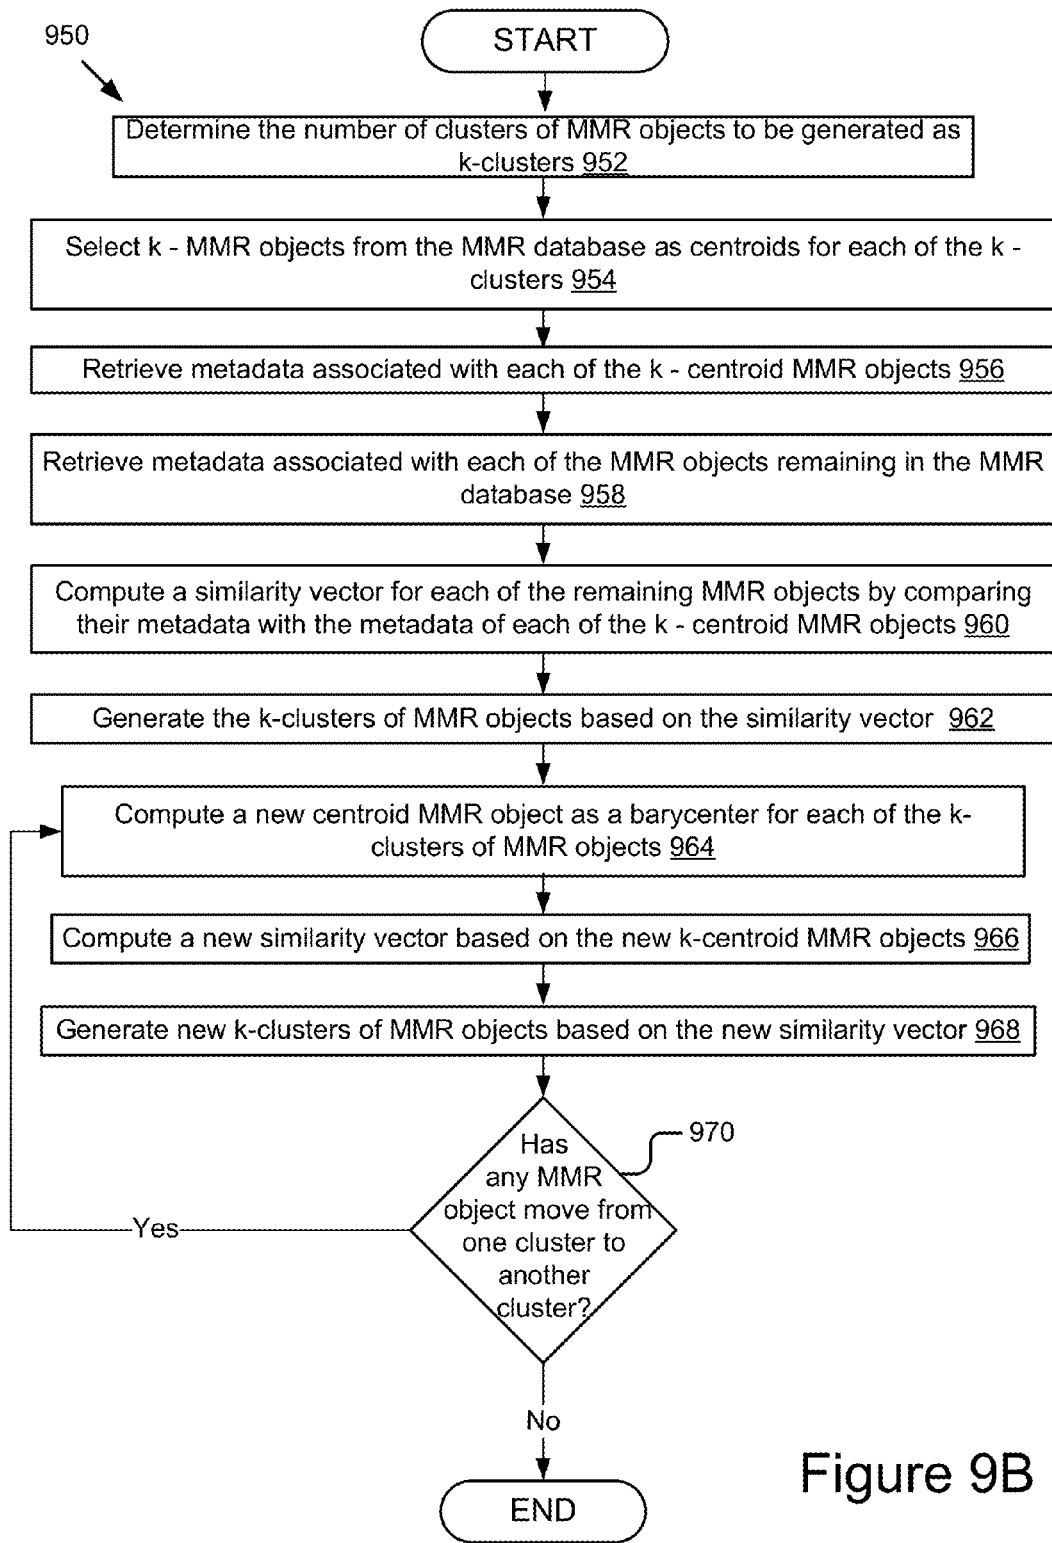 950
START
Determine the number of clusters of MMR objects to be generated as
k-clusters 952
Select k - MMR objects from the MMR database as centroids for each of the k -
clusters 954
Retrieve metadata associated with each of the k - centroid MMR objects 956
Retrieve metadata associated with each of the MMR objects remaining in the MMR
database 958
Compute a similarity vector for each of the remaining MMR objects by comparing
their metadata with the metadata of each of the k - centroid MMR objects 960
Generate the k-clusters of MMR objects based on the similarity vector 962
Compute a new centroid MMR object as a barycenter for each of the k-
clusters of MMR objects 964
Compute a new similarity vector based on the new k-centroid MMR objects 966
Generate new k-clusters of MMR objects based on the new similarity vector 968
970
Has
any MMR
object move from
one cluster to
another
cluster?
Yes
No
END
Figure 9B